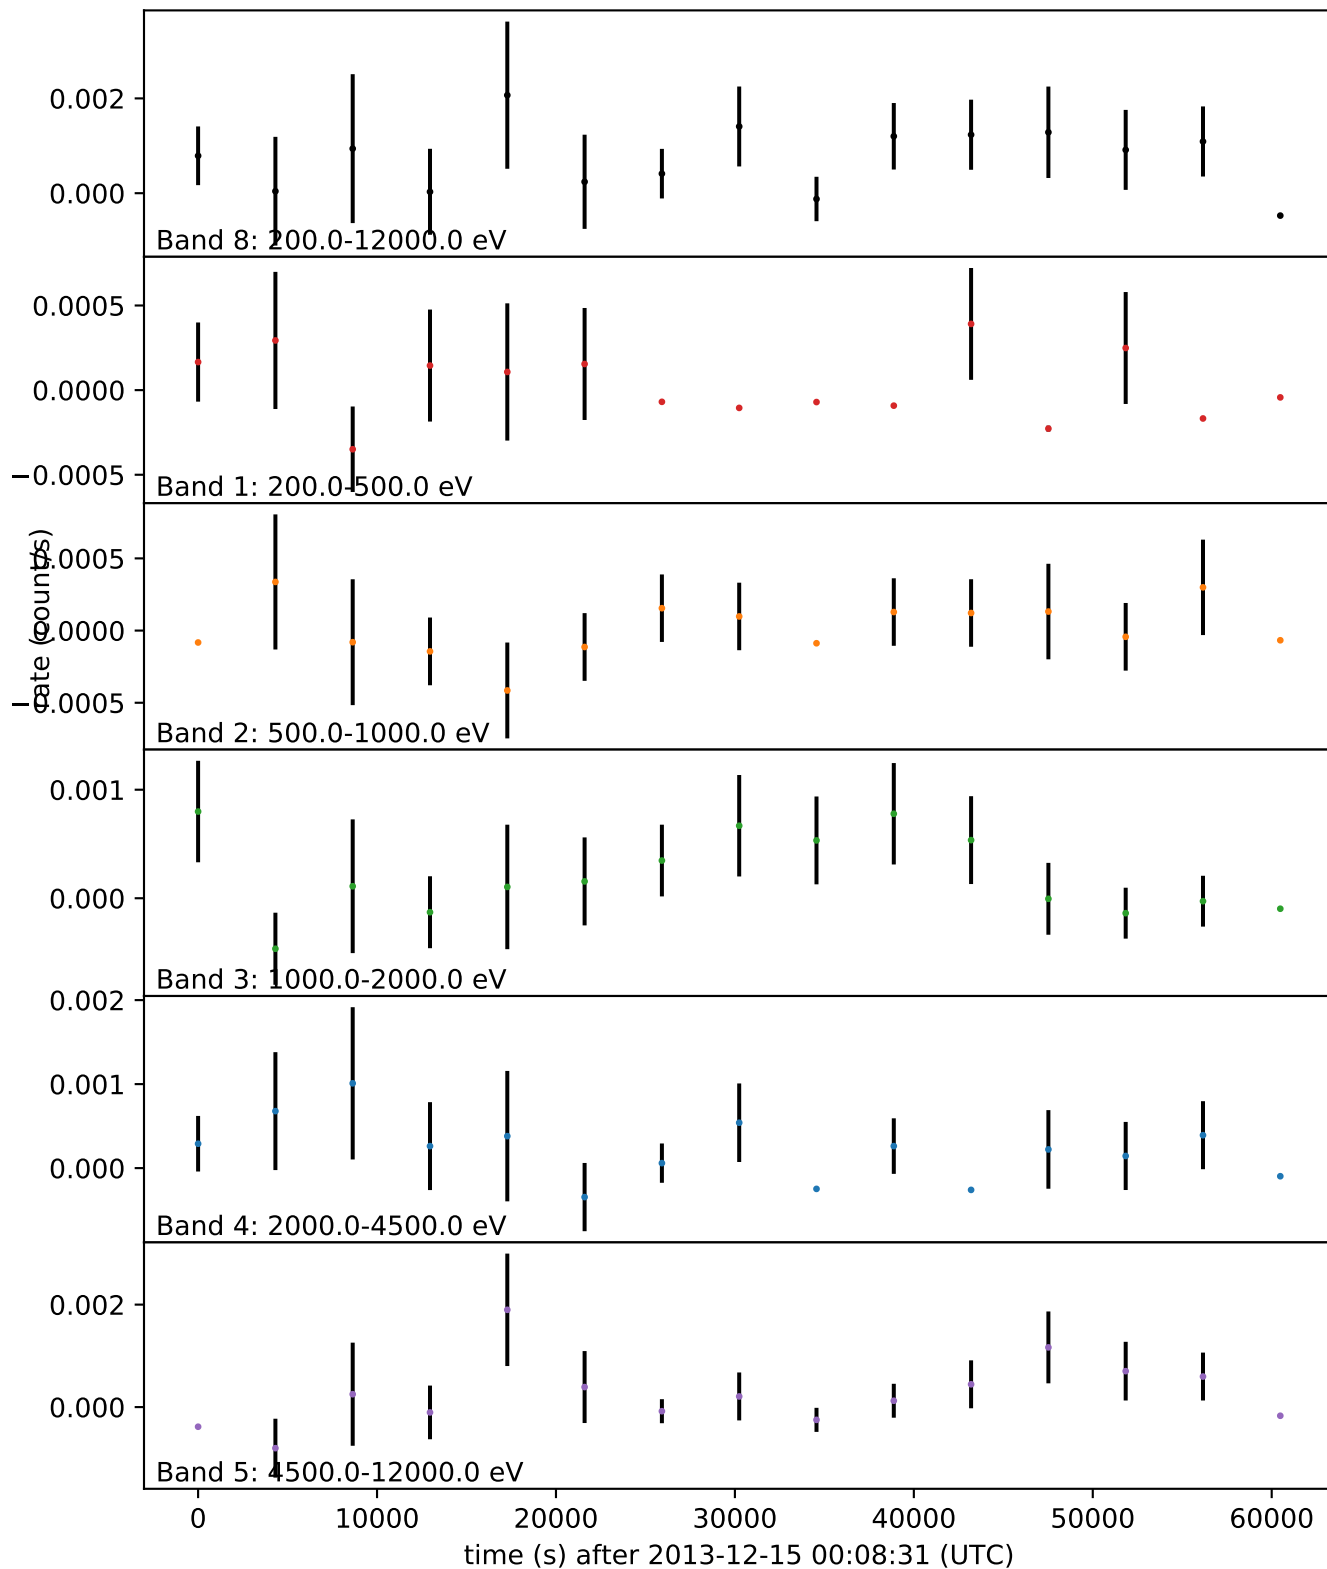 0.002
0.000
Band 8: 200.0-12000.0 eV
0.0005
0.0000
−0.0005
Band 1: 200.0-500.0 eV
rate (count/s)
0.0005
0.0000
−0.0005
Band 2: 500.0-1000.0 eV
0.001
0.000
Band 3: 1000.0-2000.0 eV
0.002
0.001
0.000
Band 4: 2000.0-4500.0 eV
0.002
0.000
Band 5: 4500.0-12000.0 eV
0 10000 20000 30000 40000 50000 60000
time (s) after 2013-12-15 00:08:31 (UTC)